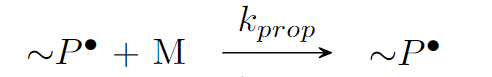 ~P• + M k_prop → ~P•